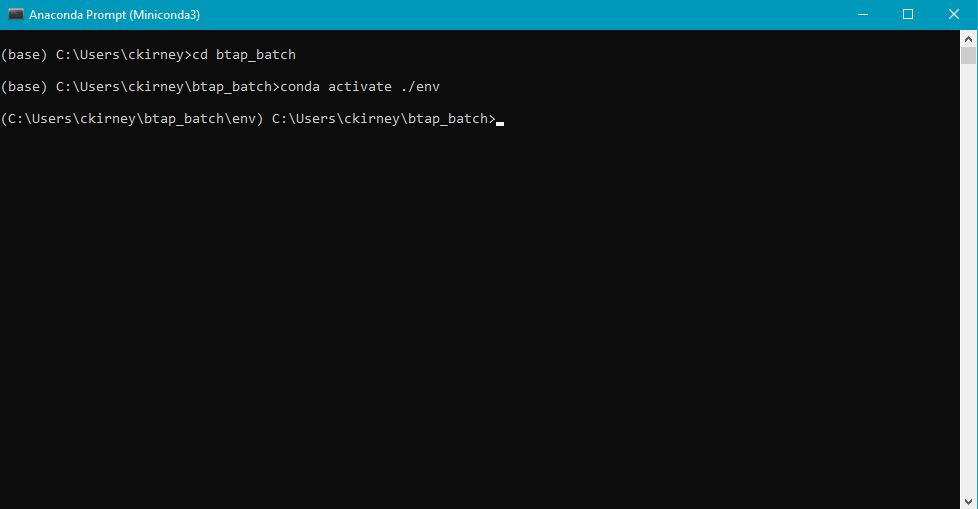 Anaconda Prompt (Miniconda3)
(base) C:\Users\ckirney>cd btap_batch
(base) C:\Users\ckirney\btap_batch>conda activate ./env
(C:\Users\ckirney\btap_batch\env) C:\Users\ckirney\btap_batch>